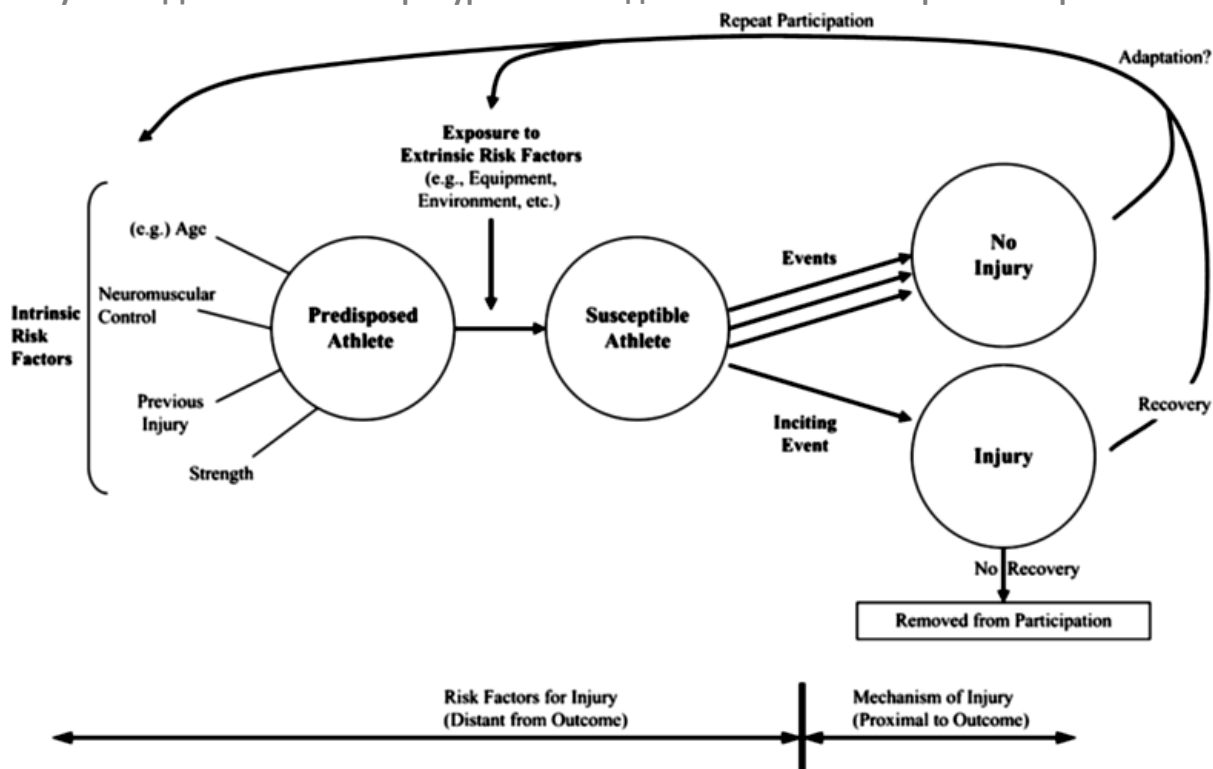 Repeat Participation
Adaptation?
Exposure to
Extrinsic Risk Factors
(e.g., Equipment,
Environment, etc.)
(e.g.) Age
Neuromuscular
Control
Intrinsic
Risk
Factors
Previous
Injury
Strength
Predisposed
Athlete
Susceptible
Athlete
Events
Inciting
Event
No
Injury
Injury
Recovery
No Recovery
Removed from Participation
Risk Factors for Injury
(Distant from Outcome)
Mechanism of Injury
(Proximal to Outcome)